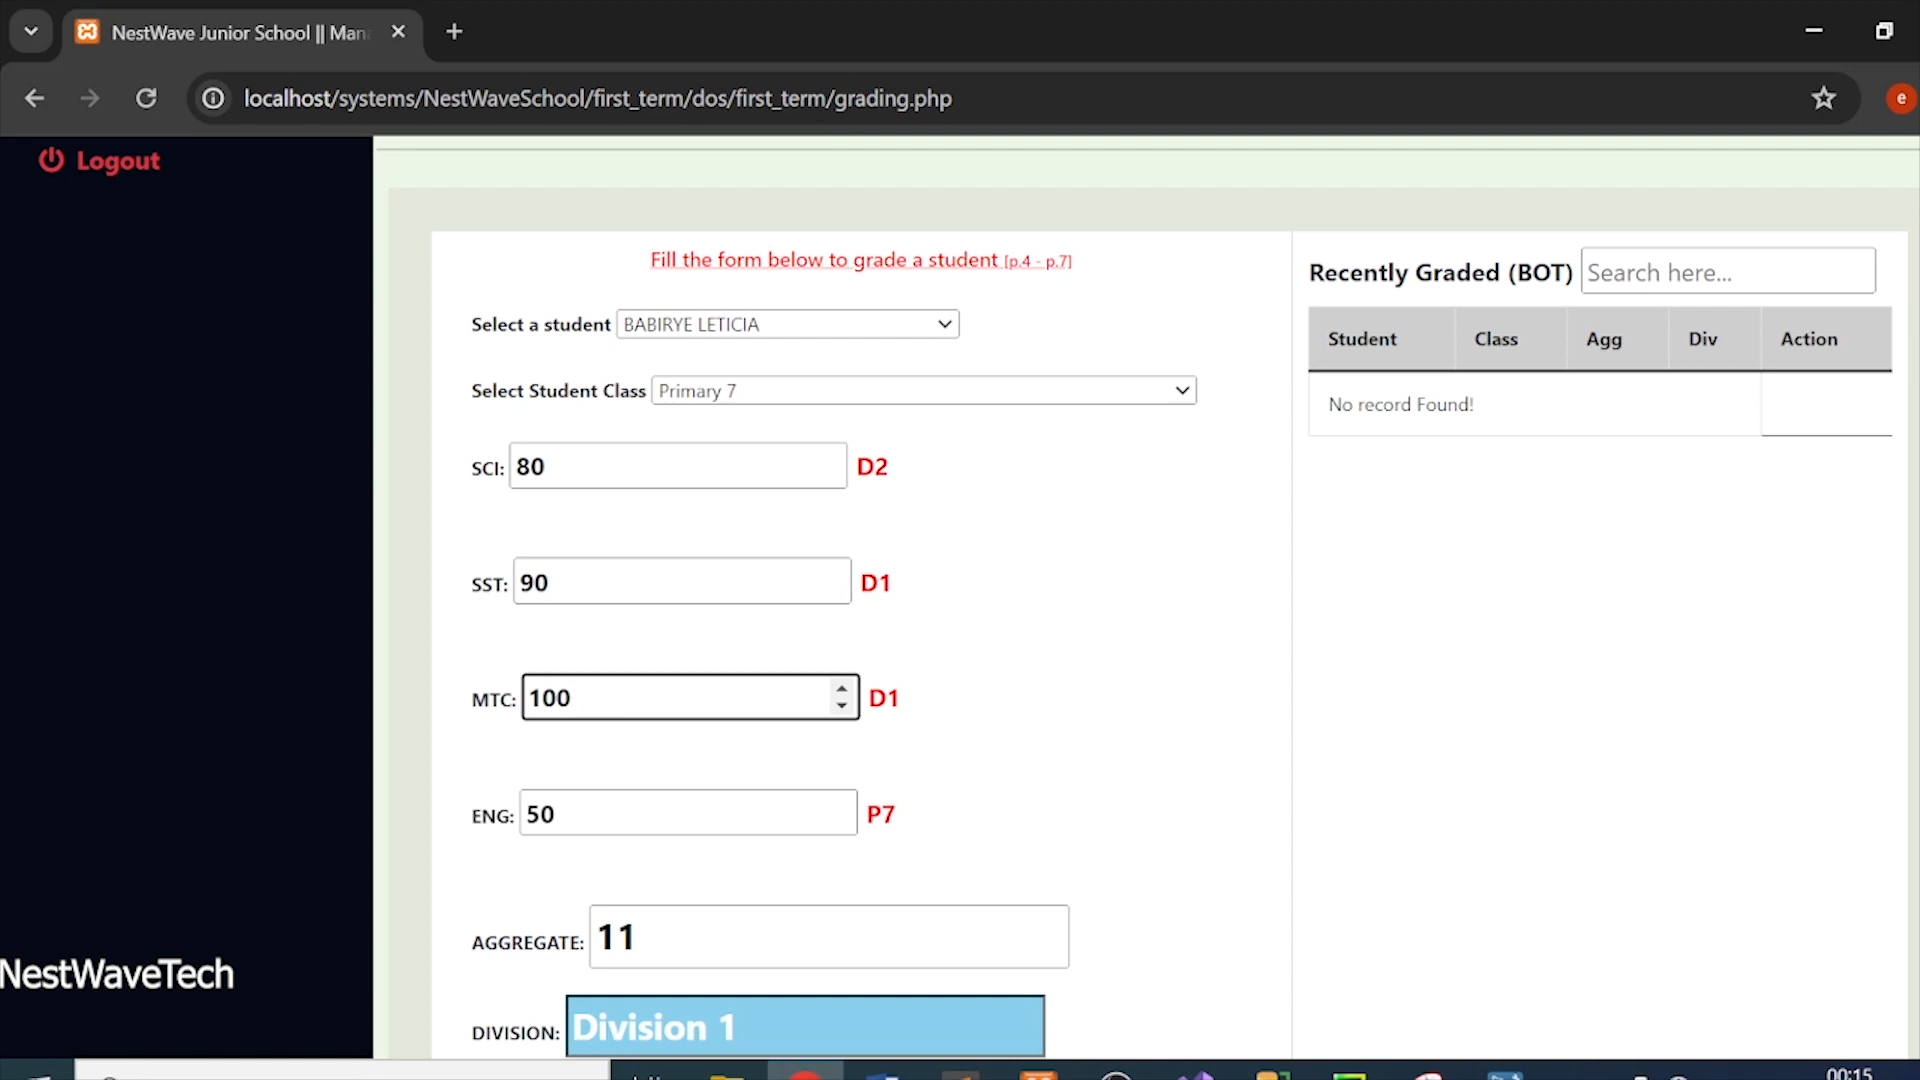 NestWave Junior School || Man
localhost/systems/NestWaveSchool/first_term/dos/first_term/grading.php
e
Logout
NestWaveTech
Fill the form below to grade a student [p.4 - p.7]
Select a student BABIRYE LETICIA
Select Student Class Primary 7
SCI: 80 D2
SST: 90 D1
MTC: 100 D1
ENG: 50 P7
AGGREGATE: 11
DIVISION: Division 1
Recently Graded (BOT) Search here...
Student Class Agg Div Action
No record Found!
00:15